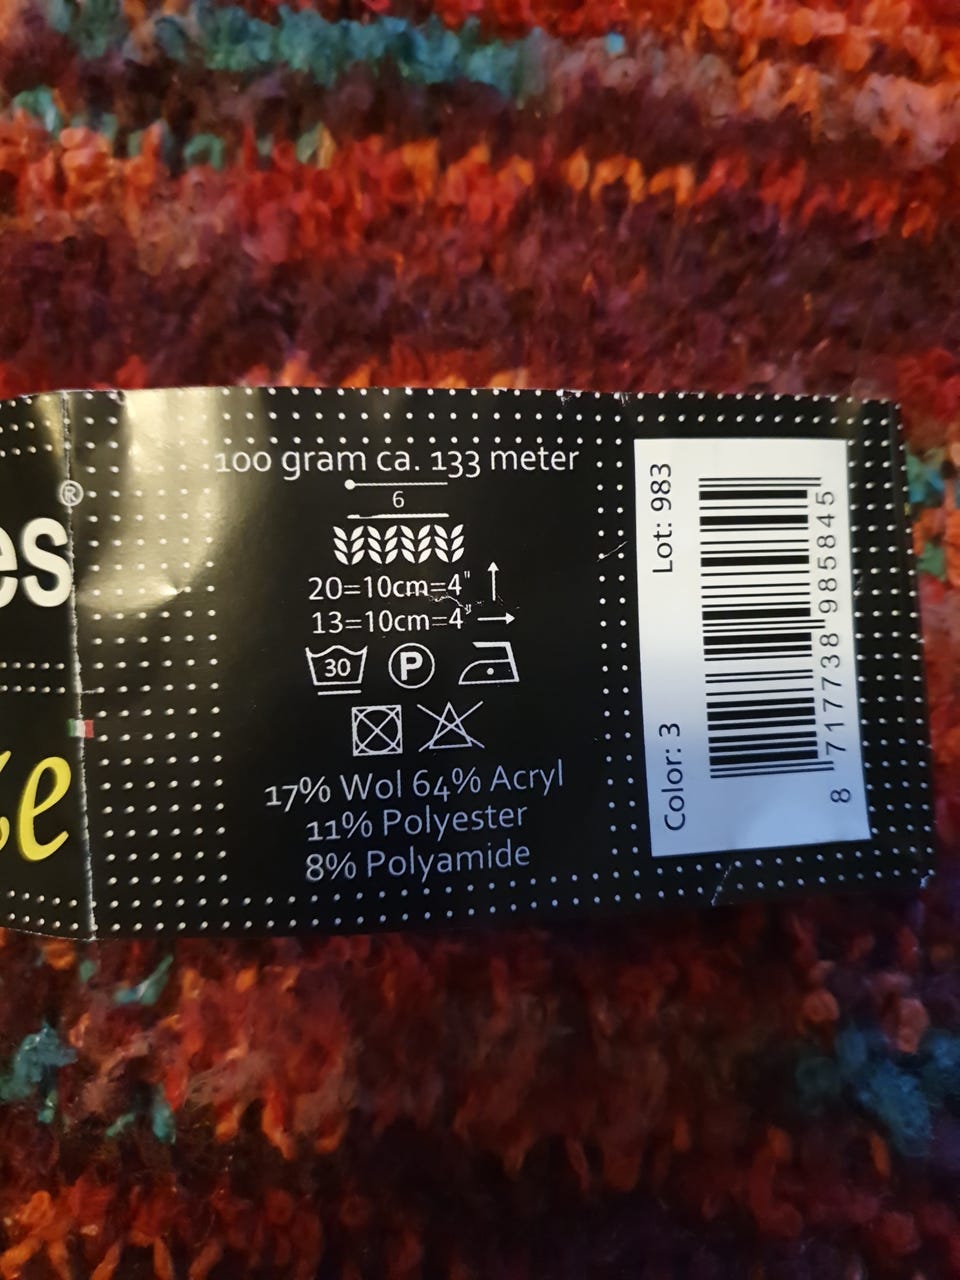 es®
e
100 gram ca. 133 meter
6
20=10cm=4"
13=10cm=4"
30
P
17% Wol 64% Acryl
11% Polyester
8% Polyamide
Lot: 983
Color: 3
8 717738 985845